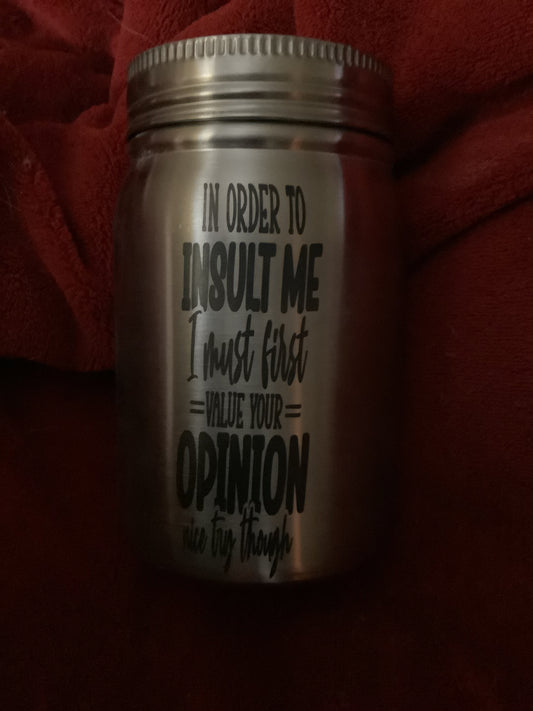 IN ORDER TO
INSULT ME
I must first
=VALUE YOUR=
OPINION
nice try though